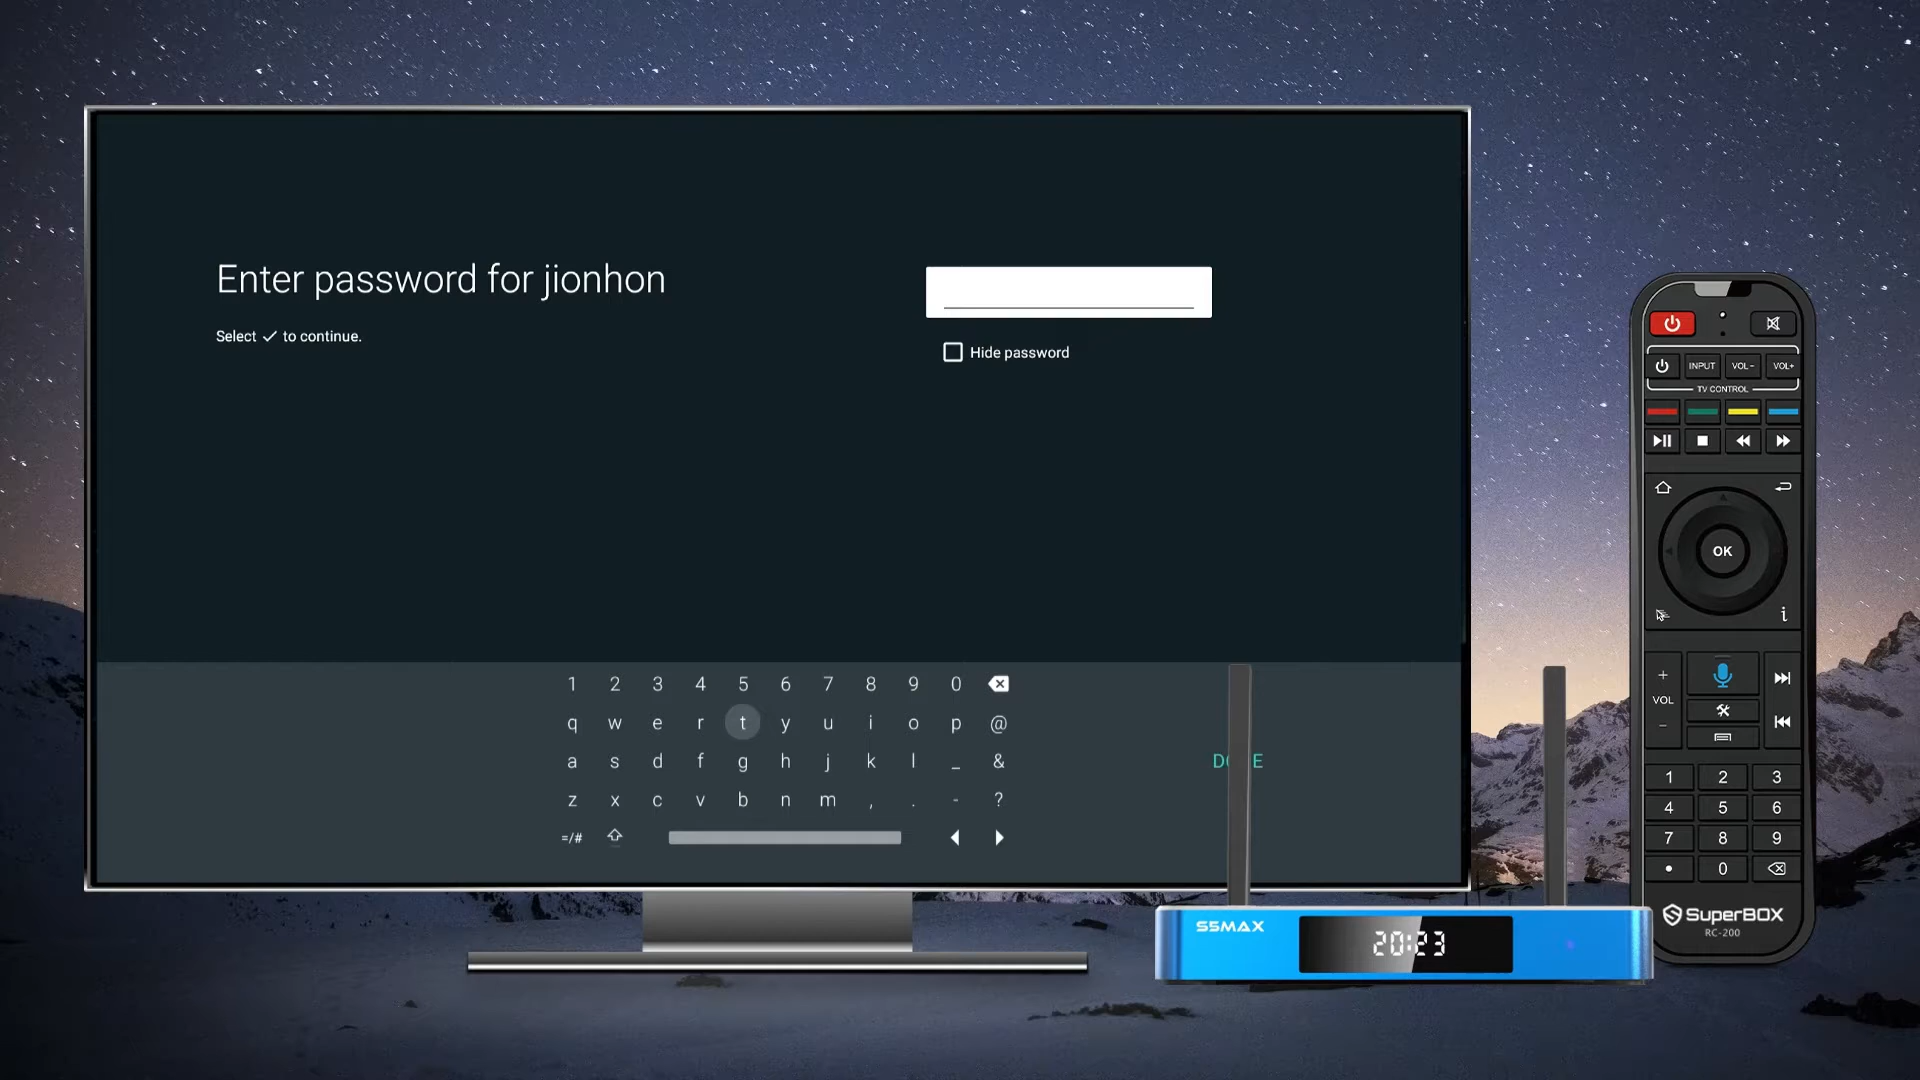 Enter password for jionhon
Select ✓ to continue.
Hide password
1 2 3 4 5 6 7 8 9 0
q w e r t y u i o p @
a s d f g h j k l _ &
z x c v b n m , . - ?
=/#
S5MAX
20:23
INPUT VOL- VOL+
TV CONTROL
OK
i
+
VOL
-
1 2 3
4 5 6
7 8 9
• 0
SuperBOX
RC-200